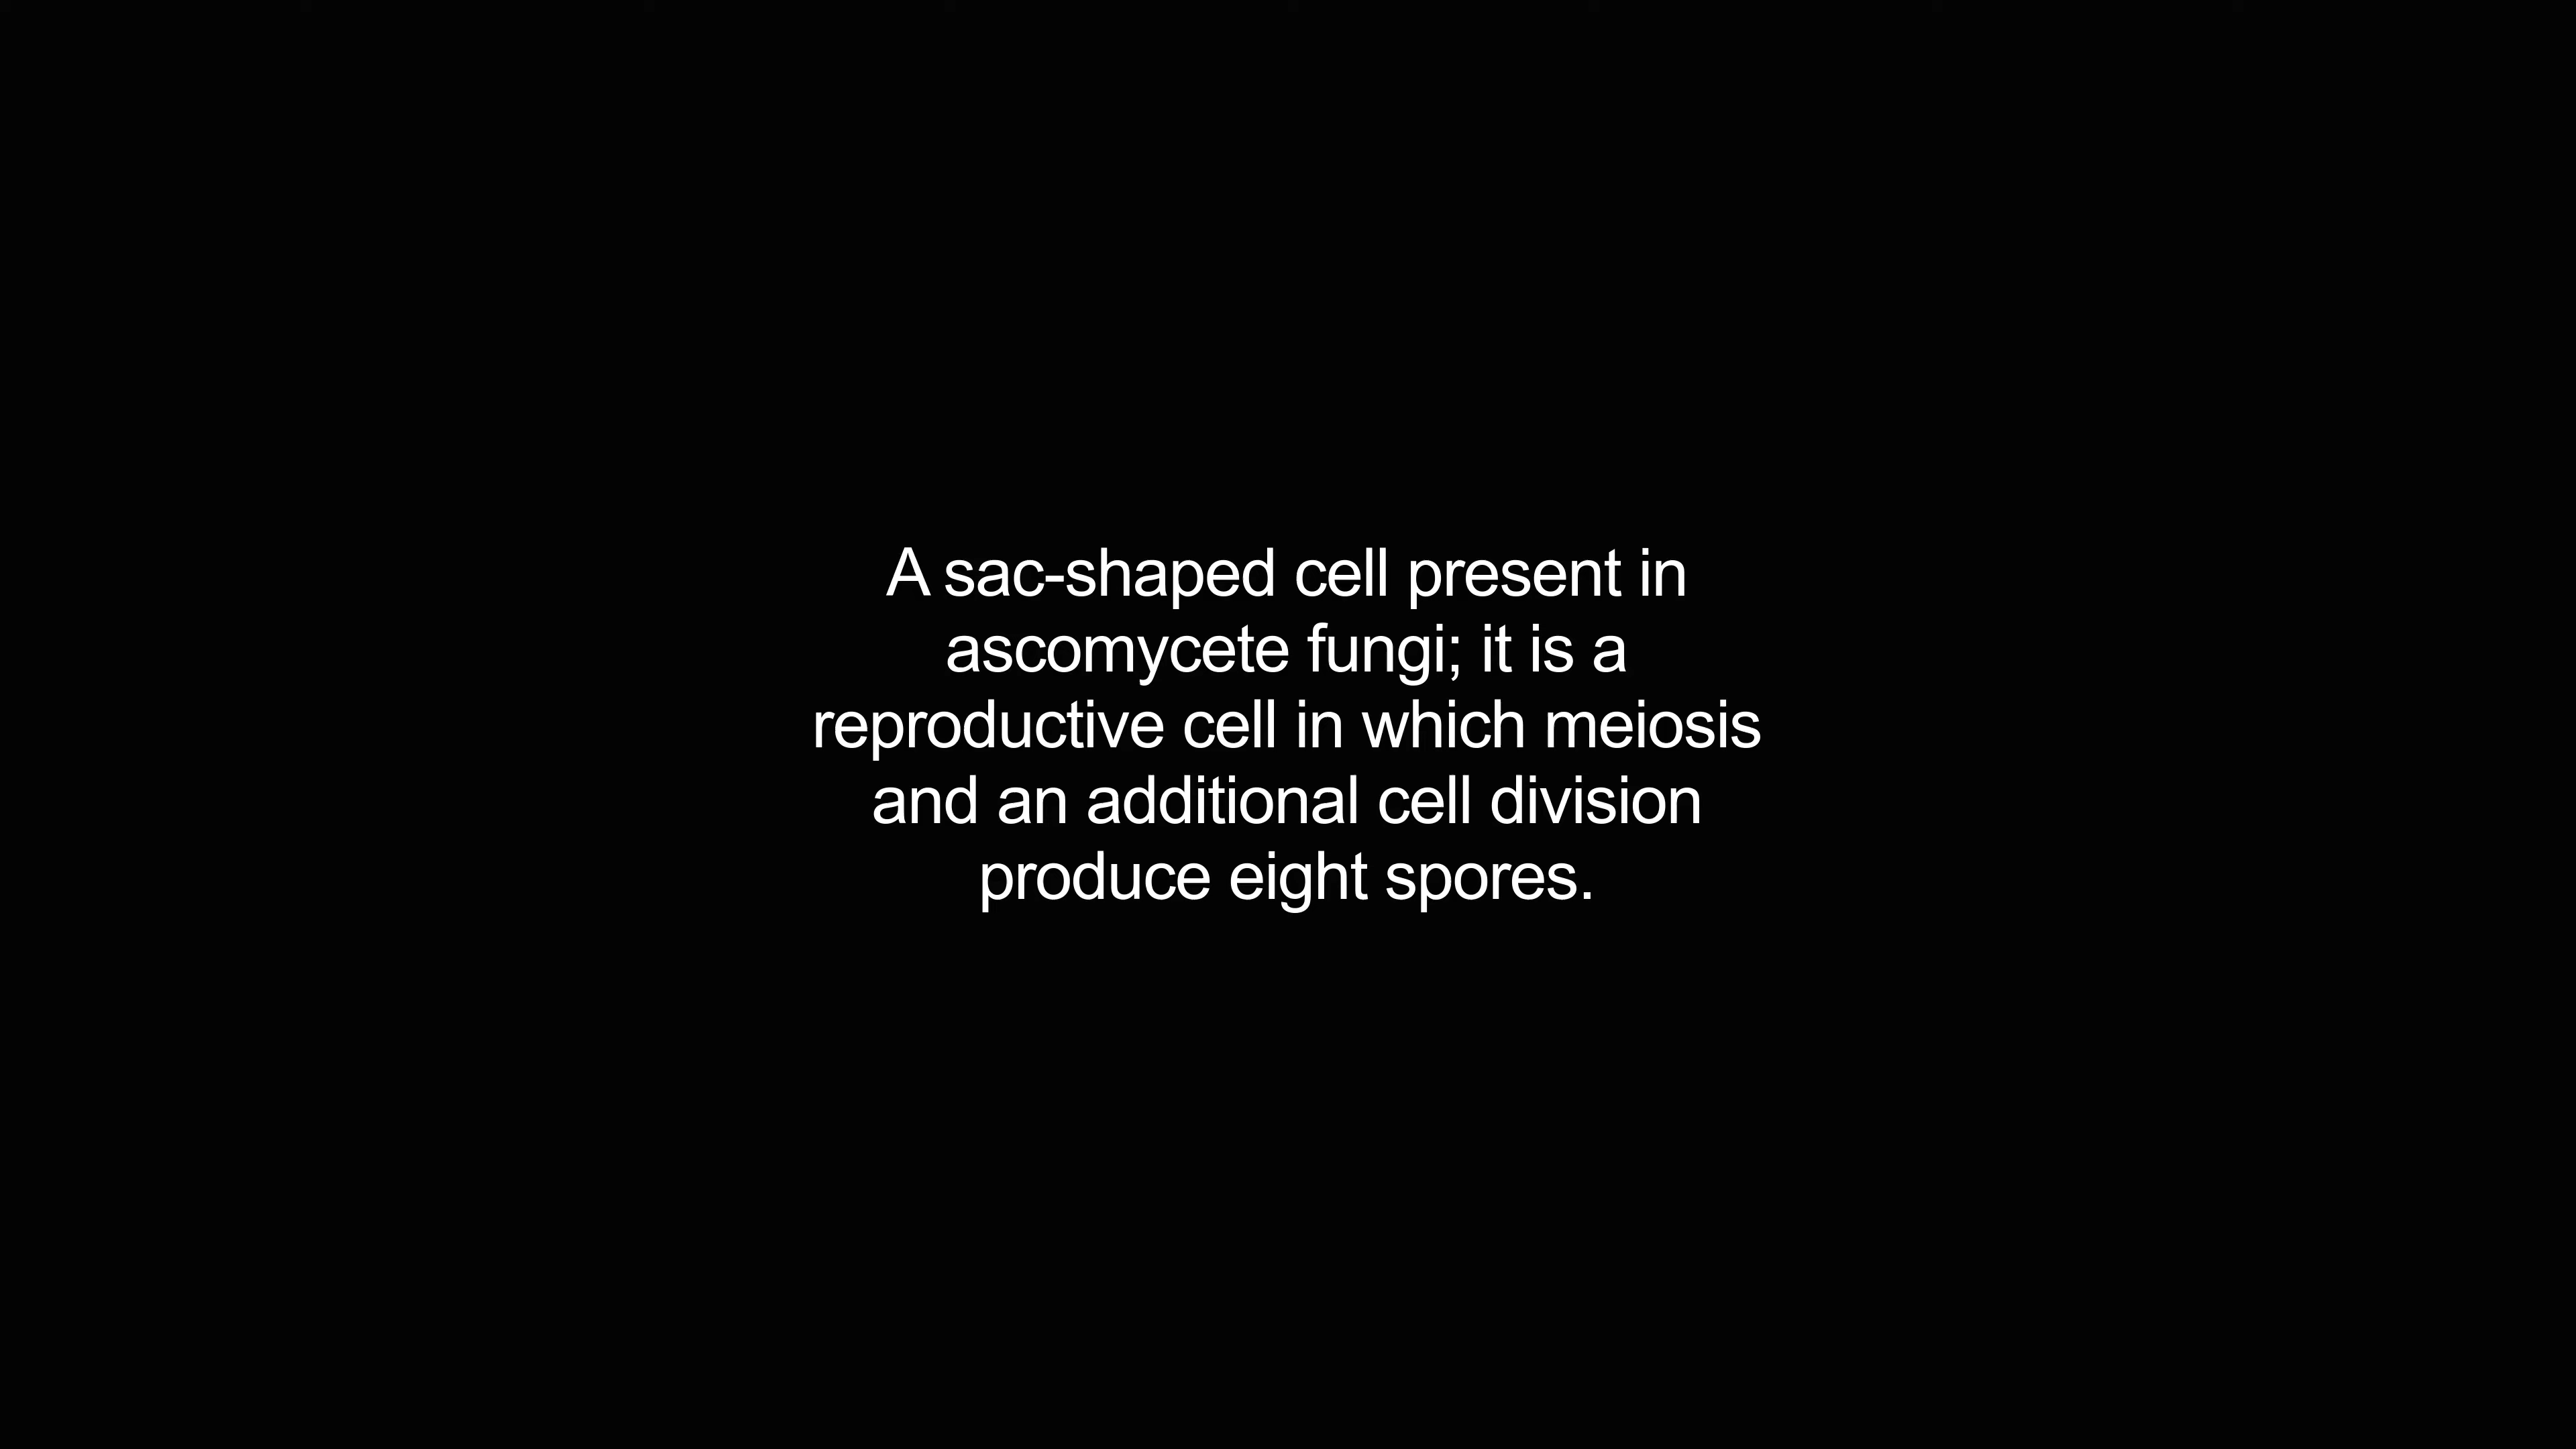 A sac-shaped cell present in
ascomycete fungi; it is a
reproductive cell in which meiosis
and an additional cell division
produce eight spores.